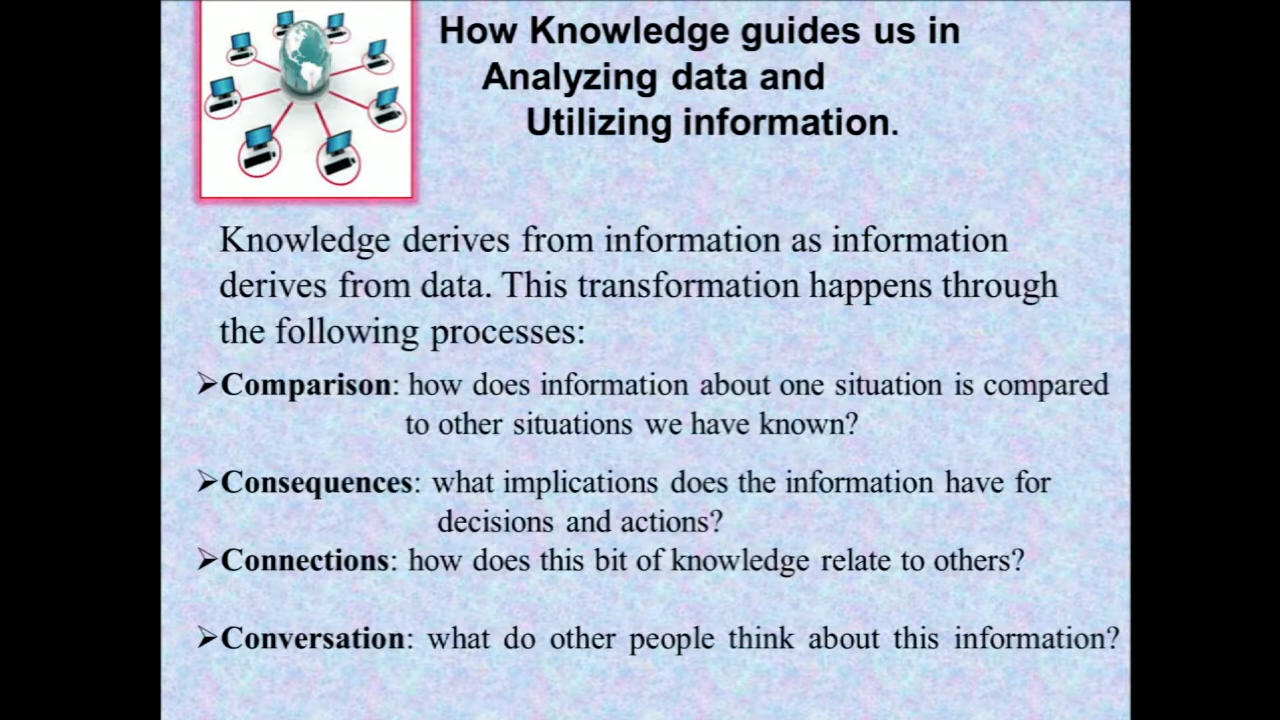 How Knowledge guides us in
Analyzing data and
Utilizing information.
Knowledge derives from information as information
derives from data. This transformation happens through
the following processes:
➢Comparison: how does information about one situation is compared
to other situations we have known?
➢Consequences: what implications does the information have for
decisions and actions?
➢Connections: how does this bit of knowledge relate to others?
➢Conversation: what do other people think about this information?